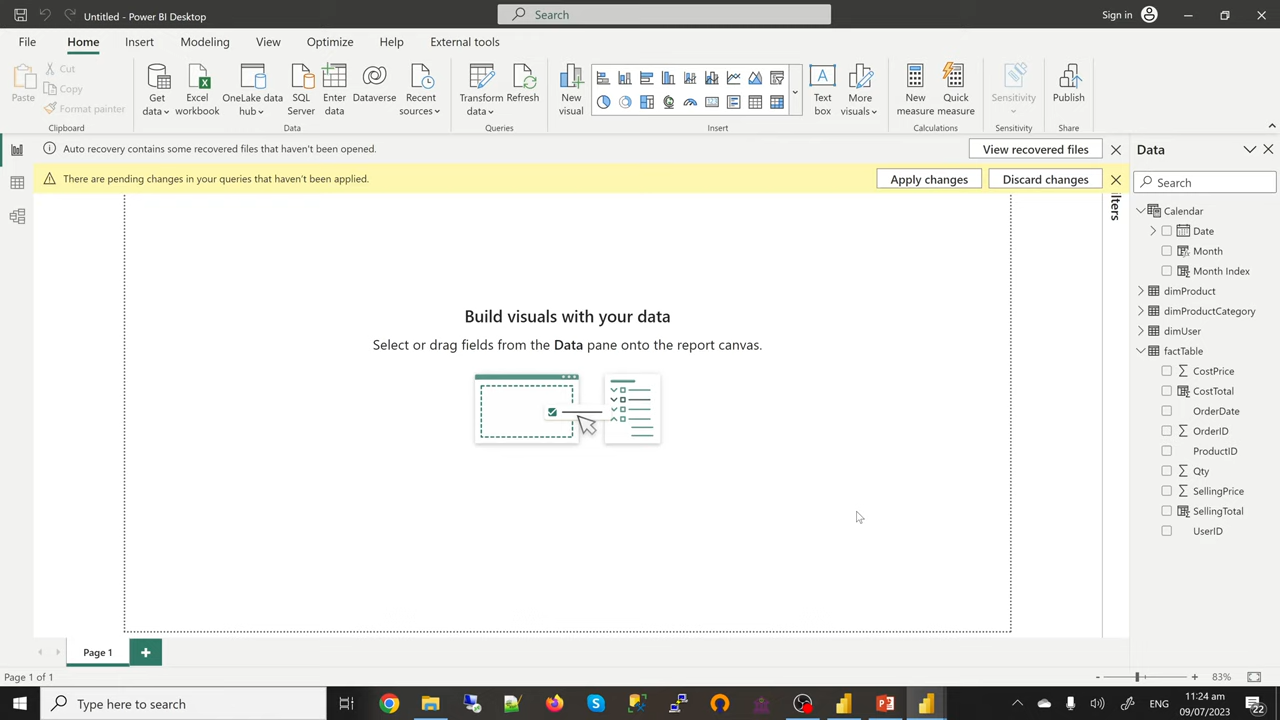 Untitled - Power BI Desktop
Search
Sign in
File
Home
Insert
Modeling
View
Optimize
Help
External tools
Paste
Cut
Copy
Format painter
Clipboard
Get data
Excel workbook
OneLake data hub
SQL Server
Enter data
Dataverse
Recent sources
Data
Transform data
Refresh
Queries
New visual
Text box
More visuals
Insert
New measure
Quick measure
Calculations
Sensitivity
Sensitivity
Publish
Share
Auto recovery contains some recovered files that haven't been opened.
View recovered files
There are pending changes in your queries that haven't been applied.
Apply changes
Discard changes
Build visuals with your data
Select or drag fields from the Data pane onto the report canvas.
Data
Search
Calendar
Date
Month
Month Index
dimProduct
dimProductCategory
dimUser
factTable
CostPrice
CostTotal
OrderDate
OrderID
ProductID
Qty
SellingPrice
SellingTotal
UserID
Page 1
Page 1 of 1
83%
Type here to search
11:24 am
09/07/2023